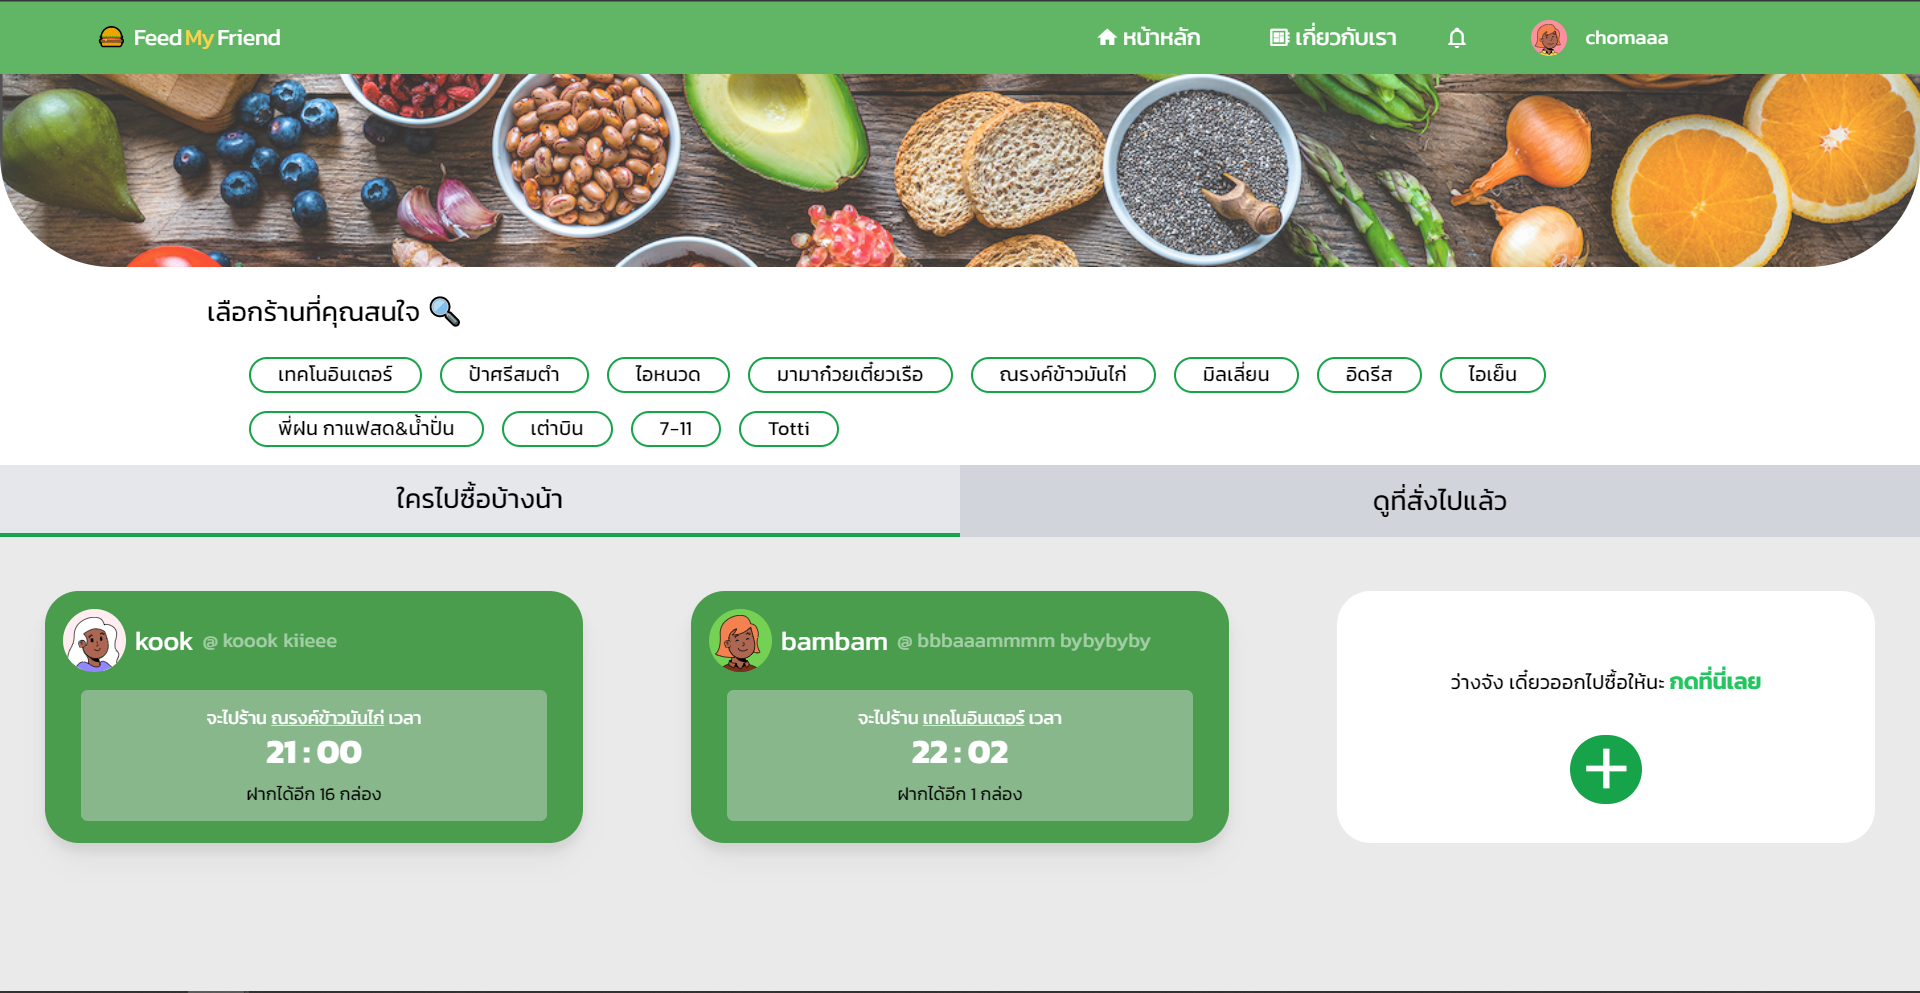 FeedMyFriend
หน้าหลัก
เกี่ยวกับเรา
chomaaa
เลือกร้านที่คุณสนใจ
เทคโนอินเตอร์
ป้าศรีสมตำ
ไอหนวด
มามาก๋วยเตี๋ยวเรือ
ณรงค์ข้าวมันไก่
มิลเลี่ยน
อิดรีส
ไอเย็น
พี่ฝน กาแฟสด&น้ำปั่น
เต่าบิน
7-11
Totti
ใครไปซื้อบ้างน้า
ดูที่สั่งไปแล้ว
kook @ koook kiieee
จะไปร้าน ณรงค์ข้าวมันไก่ เวลา
21 : 00
ฝากได้อีก 16 กล่อง
bambam @ bbbaaammmm bybybyby
จะไปร้าน เทคโนอินเตอร์ เวลา
22 : 02
ฝากได้อีก 1 กล่อง
ว่างจัง เดี๋ยวออกไปซื้อให้นะ กดที่นี่เลย